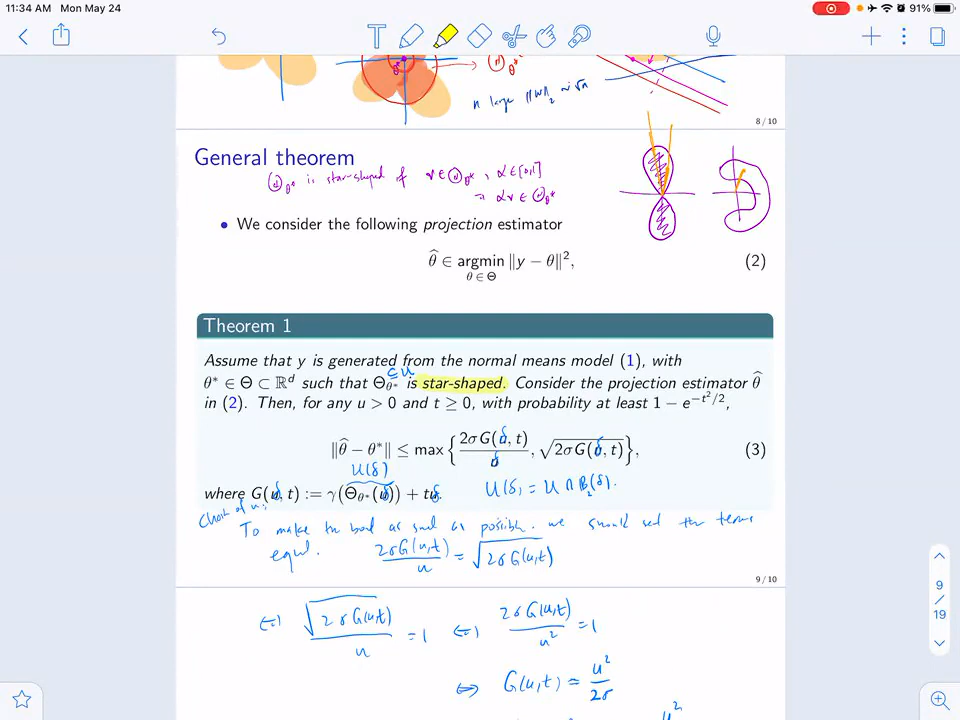 11:34 AM Mon May 24
91%
n large ‖w‖₂ ≈ √n
8 / 10
General theorem
Θ_θ* is star-shaped if v ∈ Θ_θ*, α ∈ [0,1]
⇒ αv ∈ Θ_θ*
• We consider the following projection estimator
θ̂ ∈ argmin ‖y − θ‖², (2)
θ ∈ Θ
Theorem 1
Assume that y is generated from the normal means model (1), with
⊆ U
θ* ∈ Θ ⊂ ℝᵈ such that Θ_θ* is star-shaped. Consider the projection estimator θ̂
in (2). Then, for any u > 0 and t ≥ 0, with probability at least 1 − e^{−t²/2},
‖θ̂ − θ*‖ ≤ max { 2σG(δ, t) / δ , √(2σG(δ, t)) }, (3)
U(δ)
where G(δ, t) := γ(Θ_θ*(δ)) + tδ. U(δ) = U ∩ B₂(δ).
Choice of u:
To make the bound as small as possible, we should set the terms
equal. 2σG(u,t) / u = √(2σG(u,t))
9 / 10
⇔ √(2σG(u,t)) / u = 1 ⇔ 2σG(u,t) / u² = 1
⇔ G(u,t) = u² / 2σ
u²
9
/
19